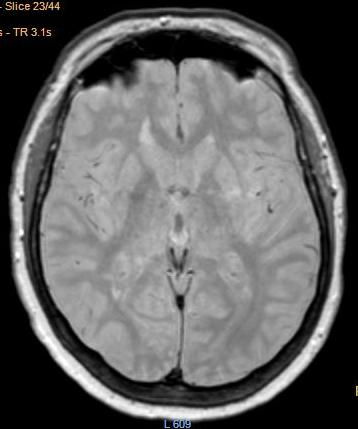 - Slice 23/44
s - TR 3.1s
L 609